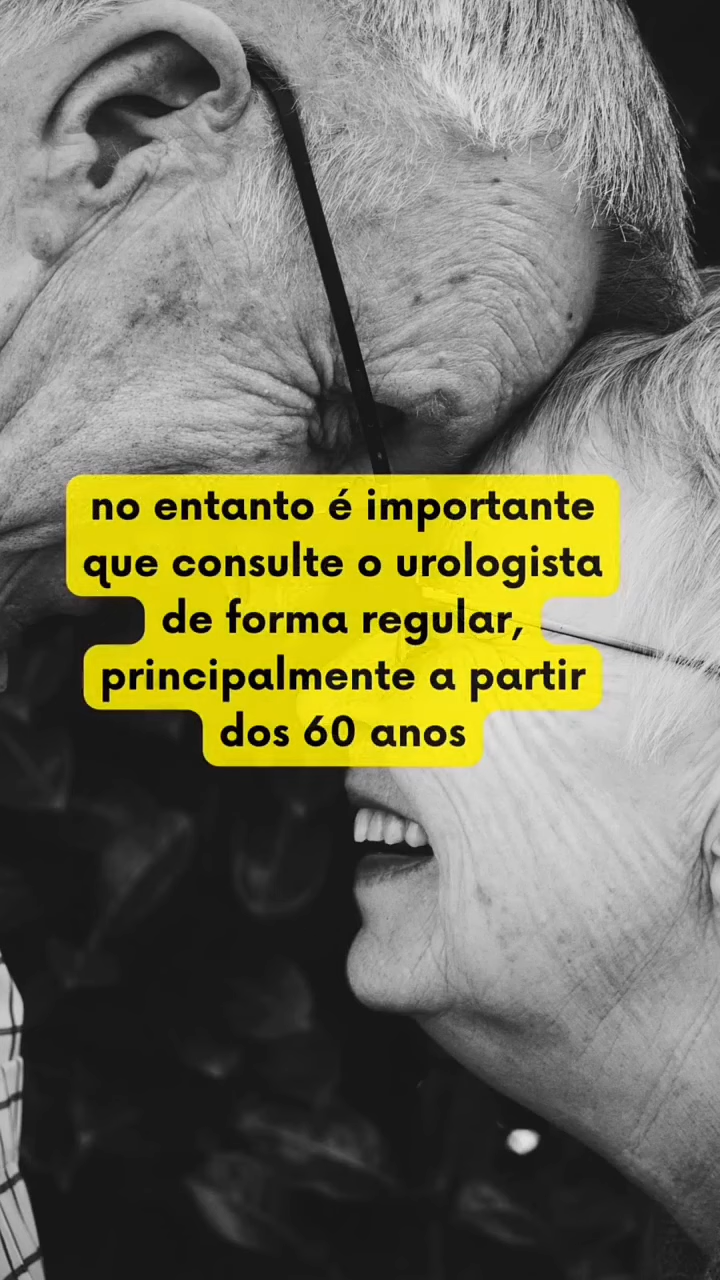 no entanto é importante
que consulte o urologista
de forma regular,
principalmente a partir
dos 60 anos